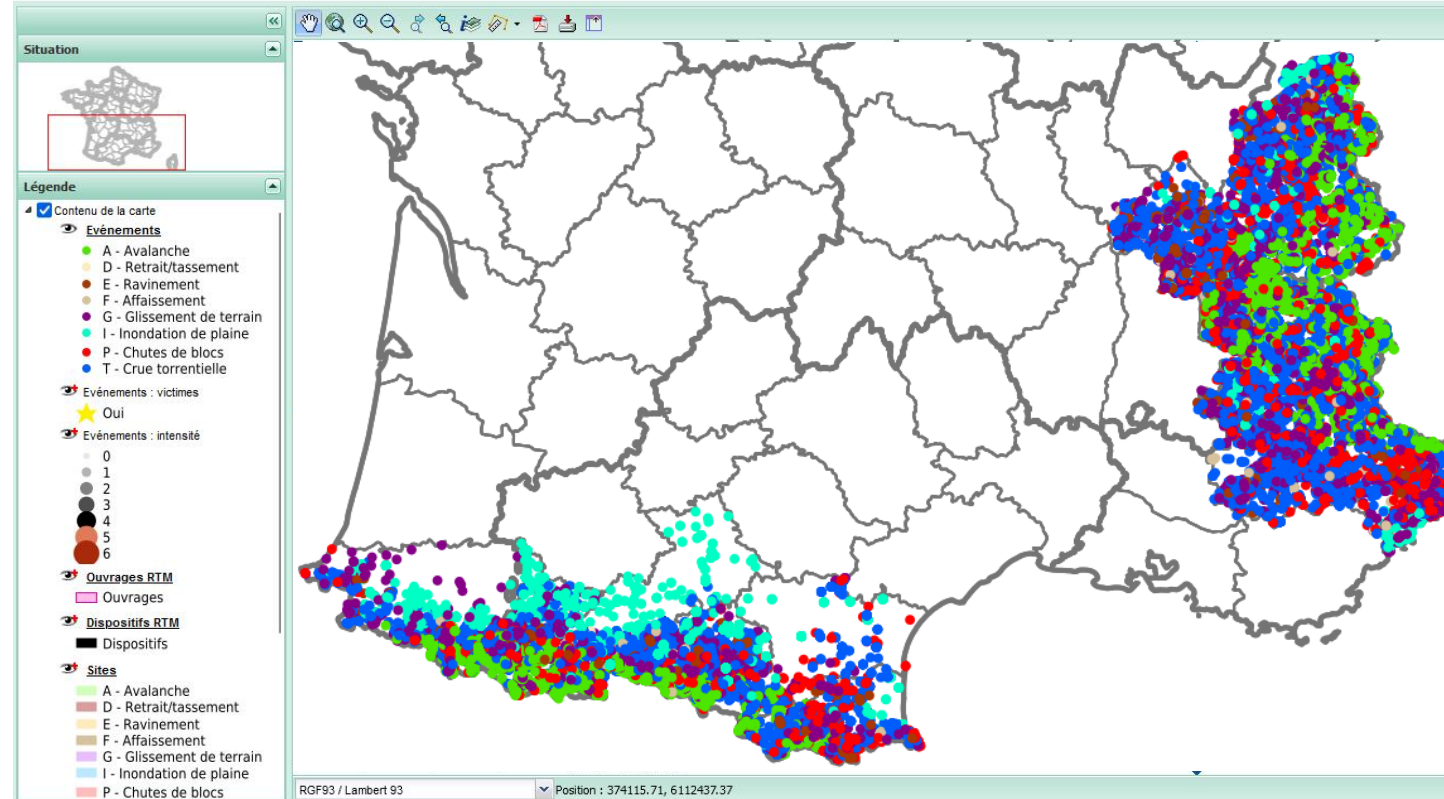 Situation
Légende
Contenu de la carte
Evénements
A - Avalanche
D - Retrait/tassement
E - Ravinement
F - Affaissement
G - Glissement de terrain
I - Inondation de plaine
P - Chutes de blocs
T - Crue torrentielle
Evénements : victimes
Oui
Evénements : intensité
0
1
2
3
4
5
6
Ouvrages RTM
Ouvrages
Dispositifs RTM
Dispositifs
Sites
A - Avalanche
D - Retrait/tassement
E - Ravinement
F - Affaissement
G - Glissement de terrain
I - Inondation de plaine
P - Chutes de blocs
RGF93 / Lambert 93
Position : 374115.71, 6112437.37